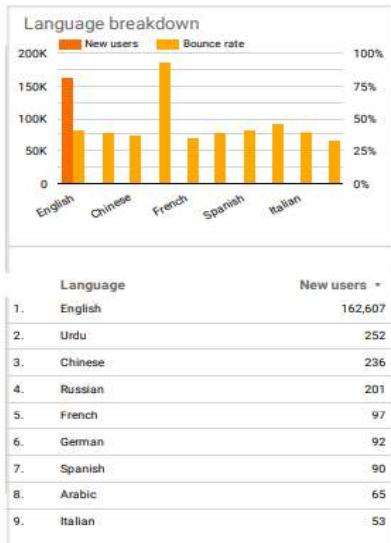 Language breakdown
New users Bounce rate
200K 100%
150K 75%
100K 50%
50K 25%
0 0%
English Chinese French Spanish Italian
Language New users
1. English 162,607
2. Urdu 252
3. Chinese 236
4. Russian 201
5. French 97
6. German 92
7. Spanish 90
8. Arabic 65
9. Italian 53